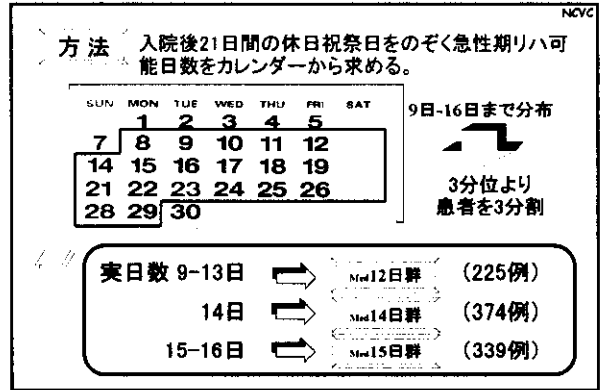 NCVC
方法 入院後21日間の休日祝祭日をのぞく急性期リハ可
能日数をカレンダーから求める。
SUN MON TUE WED THU FRI SAT
1 2 3 4 5
7 8 9 10 11 12
14 15 16 17 18 19
21 22 23 24 25 26
28 29 30
9日-16日まで分布
3分位より
患者を3分割
実日数 9-13日 Med12日群 (225例)
14日 Med14日群 (374例)
15-16日 Med15日群 (339例)